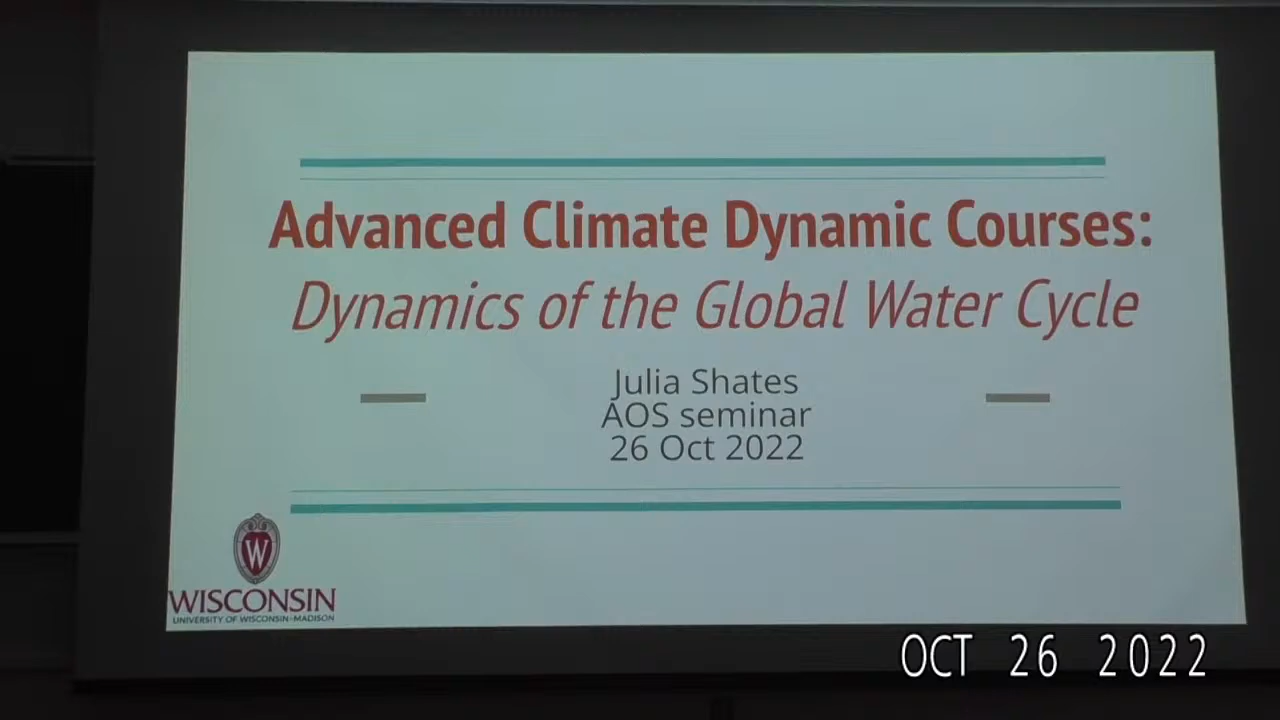 Advanced Climate Dynamic Courses:
Dynamics of the Global Water Cycle
Julia Shates
AOS seminar
26 Oct 2022
W
WISCONSIN
UNIVERSITY OF WISCONSIN-MADISON
OCT 26 2022